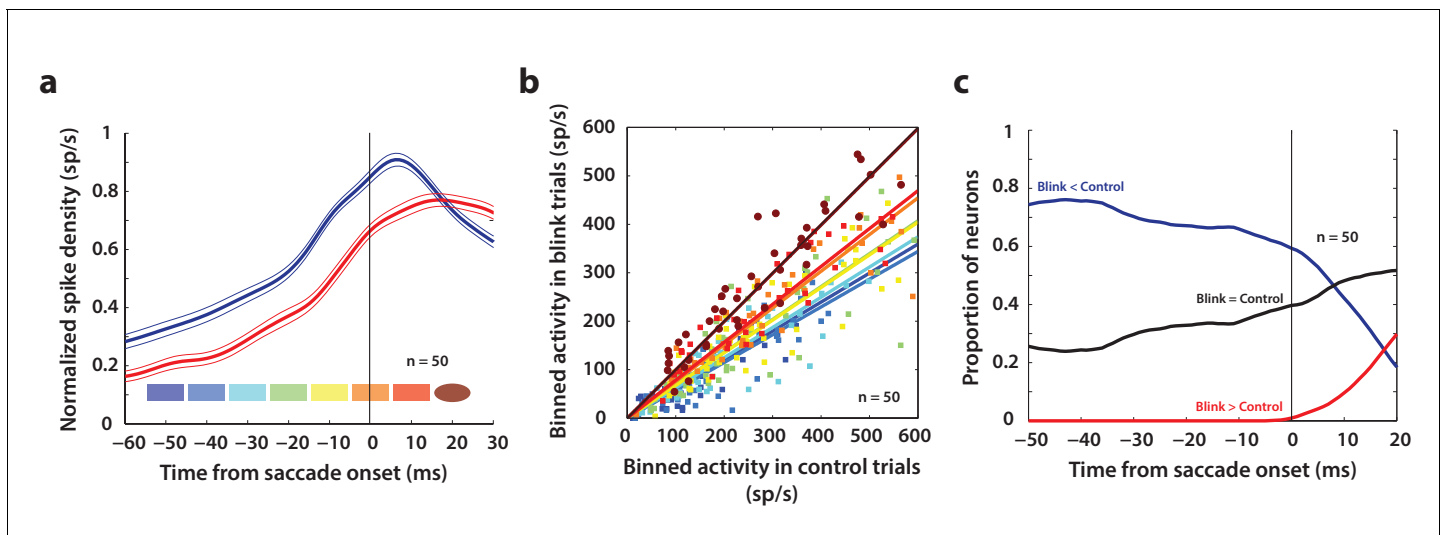 a
Normalized spike density (sp/s)
1
0.8
0.6
0.4
0.2
0
n = 50
−60 −50 −40 −30 −20 −10 0 10 20 30
Time from saccade onset (ms)
b
Binned activity in blink trials (sp/s)
600
500
400
300
200
100
0
n = 50
0 100 200 300 400 500 600
Binned activity in control trials
(sp/s)
c
Proportion of neurons
1
0.8
0.6
0.4
0.2
0
Blink < Control
n = 50
Blink = Control
Blink > Control
−50 −40 −30 −20 −10 0 10 20
Time from saccade onset (ms)